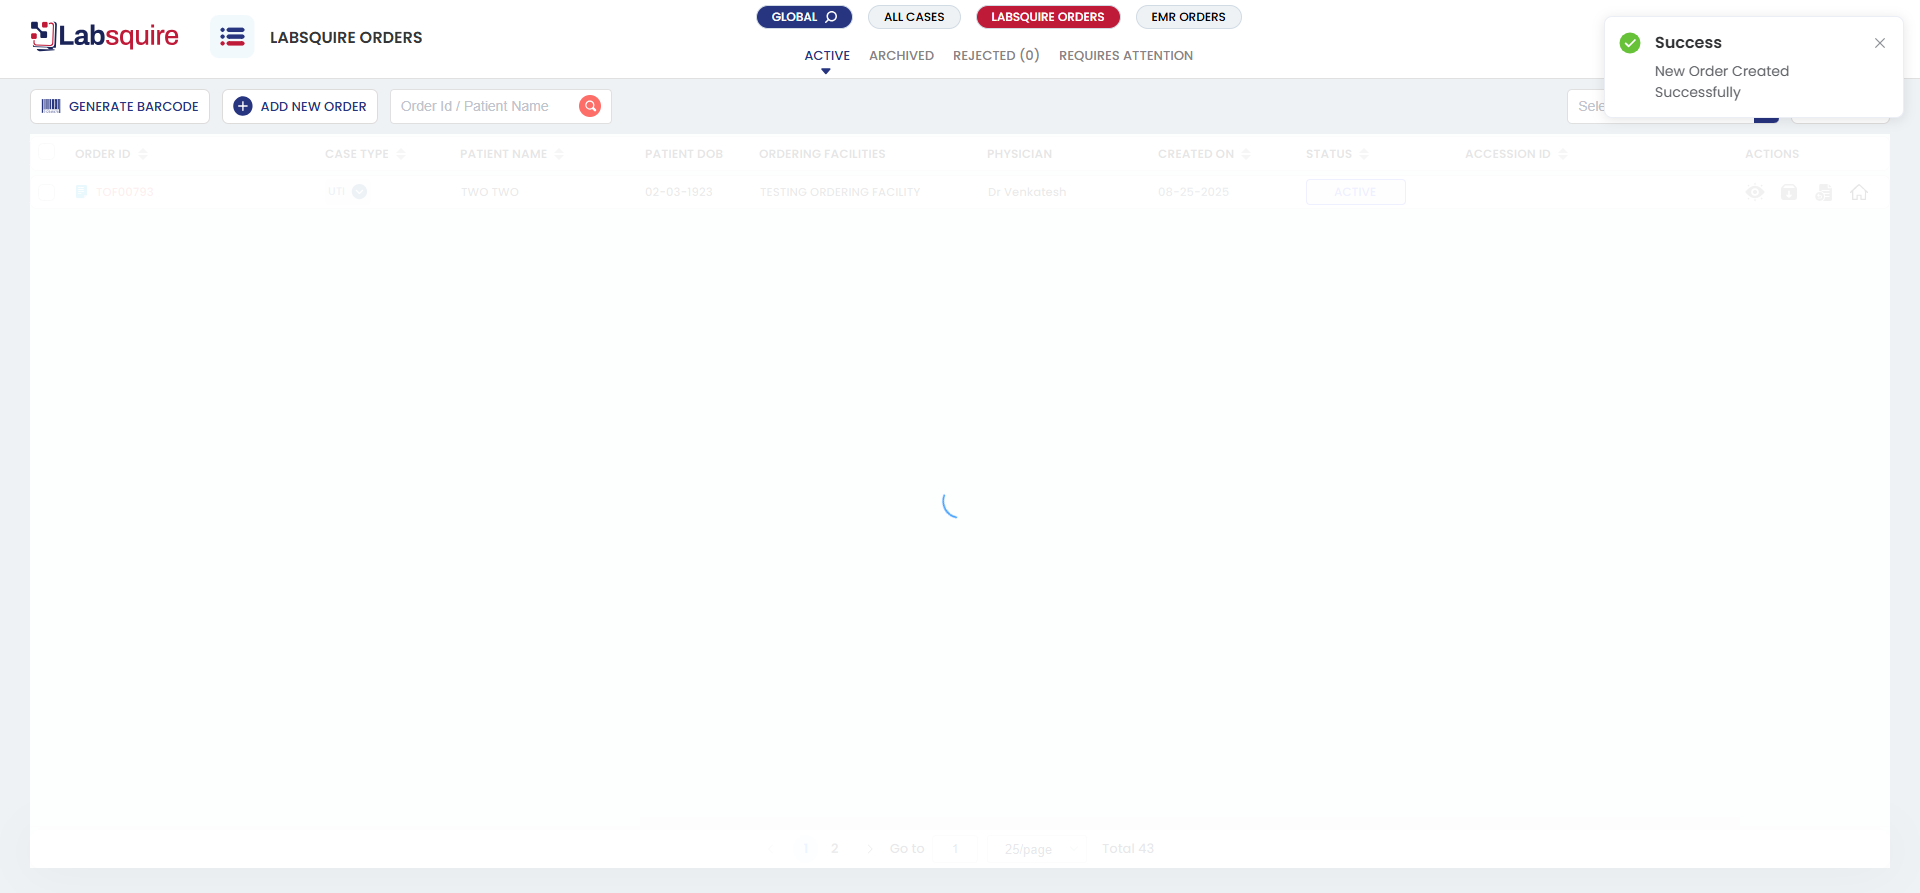 Labsquire
LABSQUIRE ORDERS
GLOBAL
ALL CASES
LABSQUIRE ORDERS
EMR ORDERS
ACTIVE
ARCHIVED
REJECTED (0)
REQUIRES ATTENTION
Success
New Order Created
Successfully
GENERATE BARCODE
ADD NEW ORDER
Order Id / Patient Name
ORDER ID
CASE TYPE
PATIENT NAME
PATIENT DOB
ORDERING FACILITIES
PHYSICIAN
CREATED ON
STATUS
ACCESSION ID
ACTIONS
TOF00793
UTI
TWO TWO
02-03-1923
TESTING ORDERING FACILITY
Dr Venkatesh
08-25-2025
ACTIVE
1
2
Go to
1
25/page
Total 43